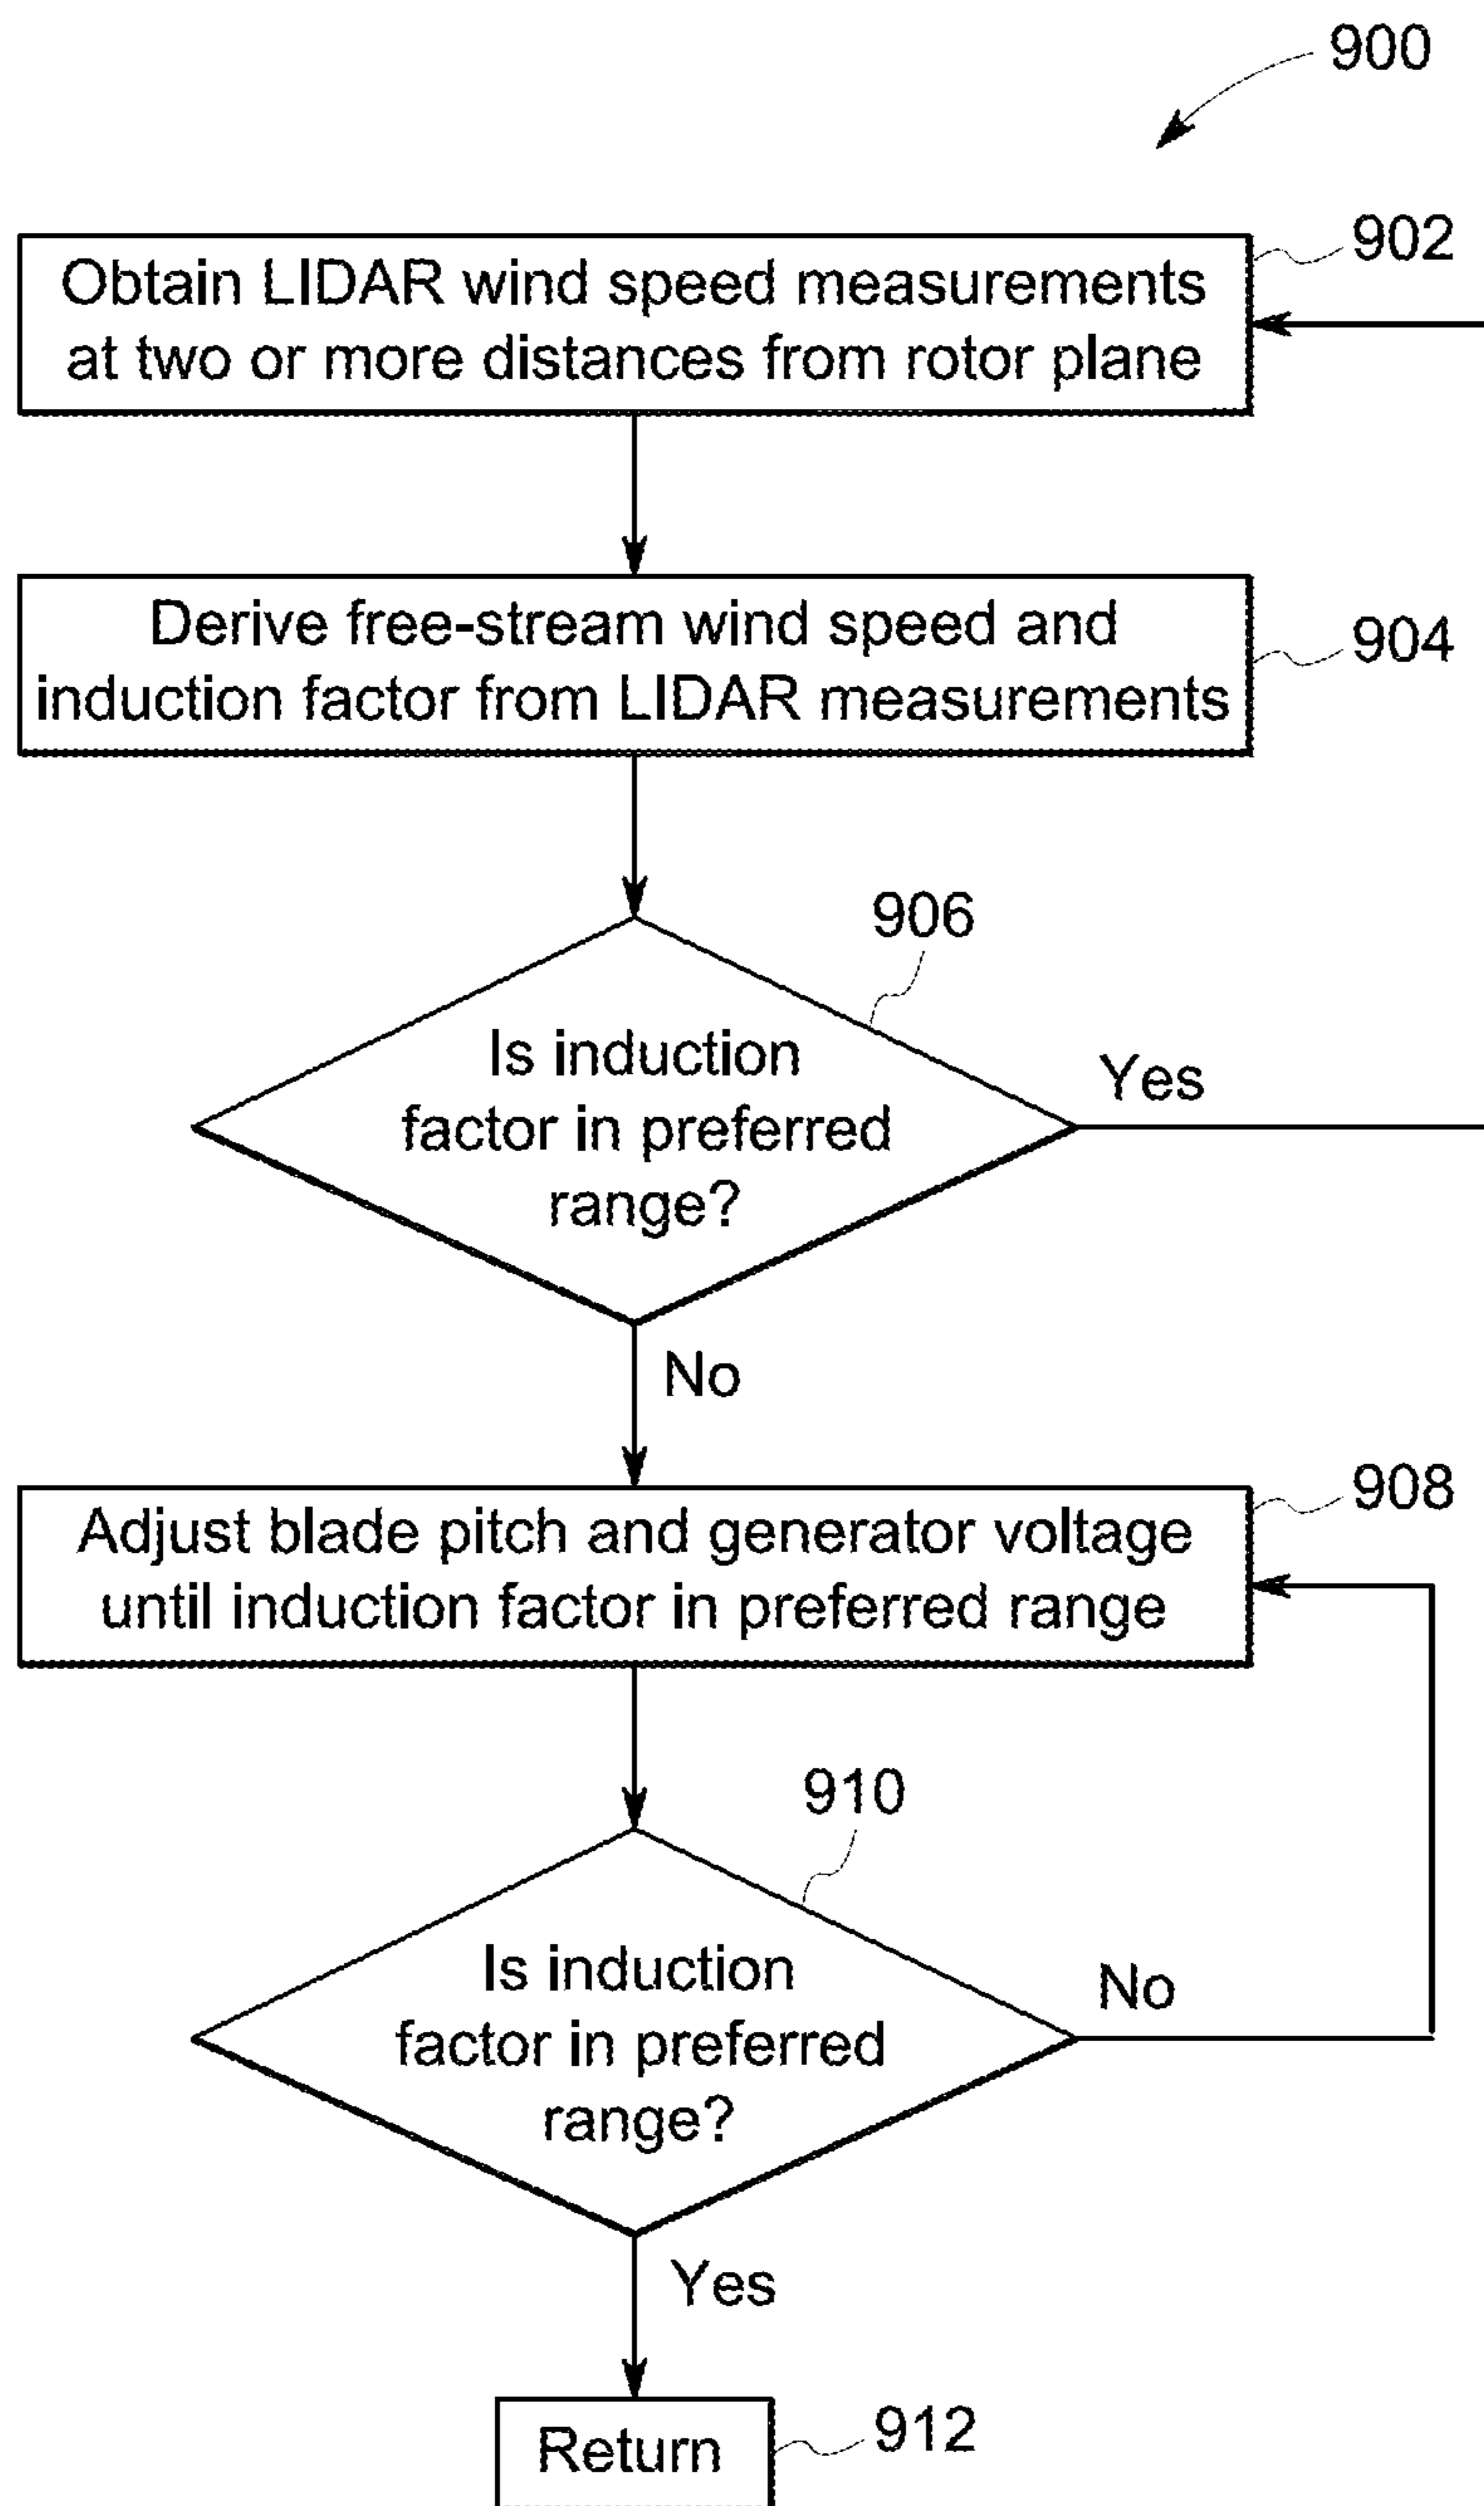 900
902
Obtain LIDAR wind speed measurements
at two or more distances from rotor plane
904
Derive free-stream wind speed and
induction factor from LIDAR measurements
906
Is induction
factor in preferred
range?
Yes
No
908
Adjust blade pitch and generator voltage
until induction factor in preferred range
910
Is induction
factor in preferred
range?
No
Yes
Return
912